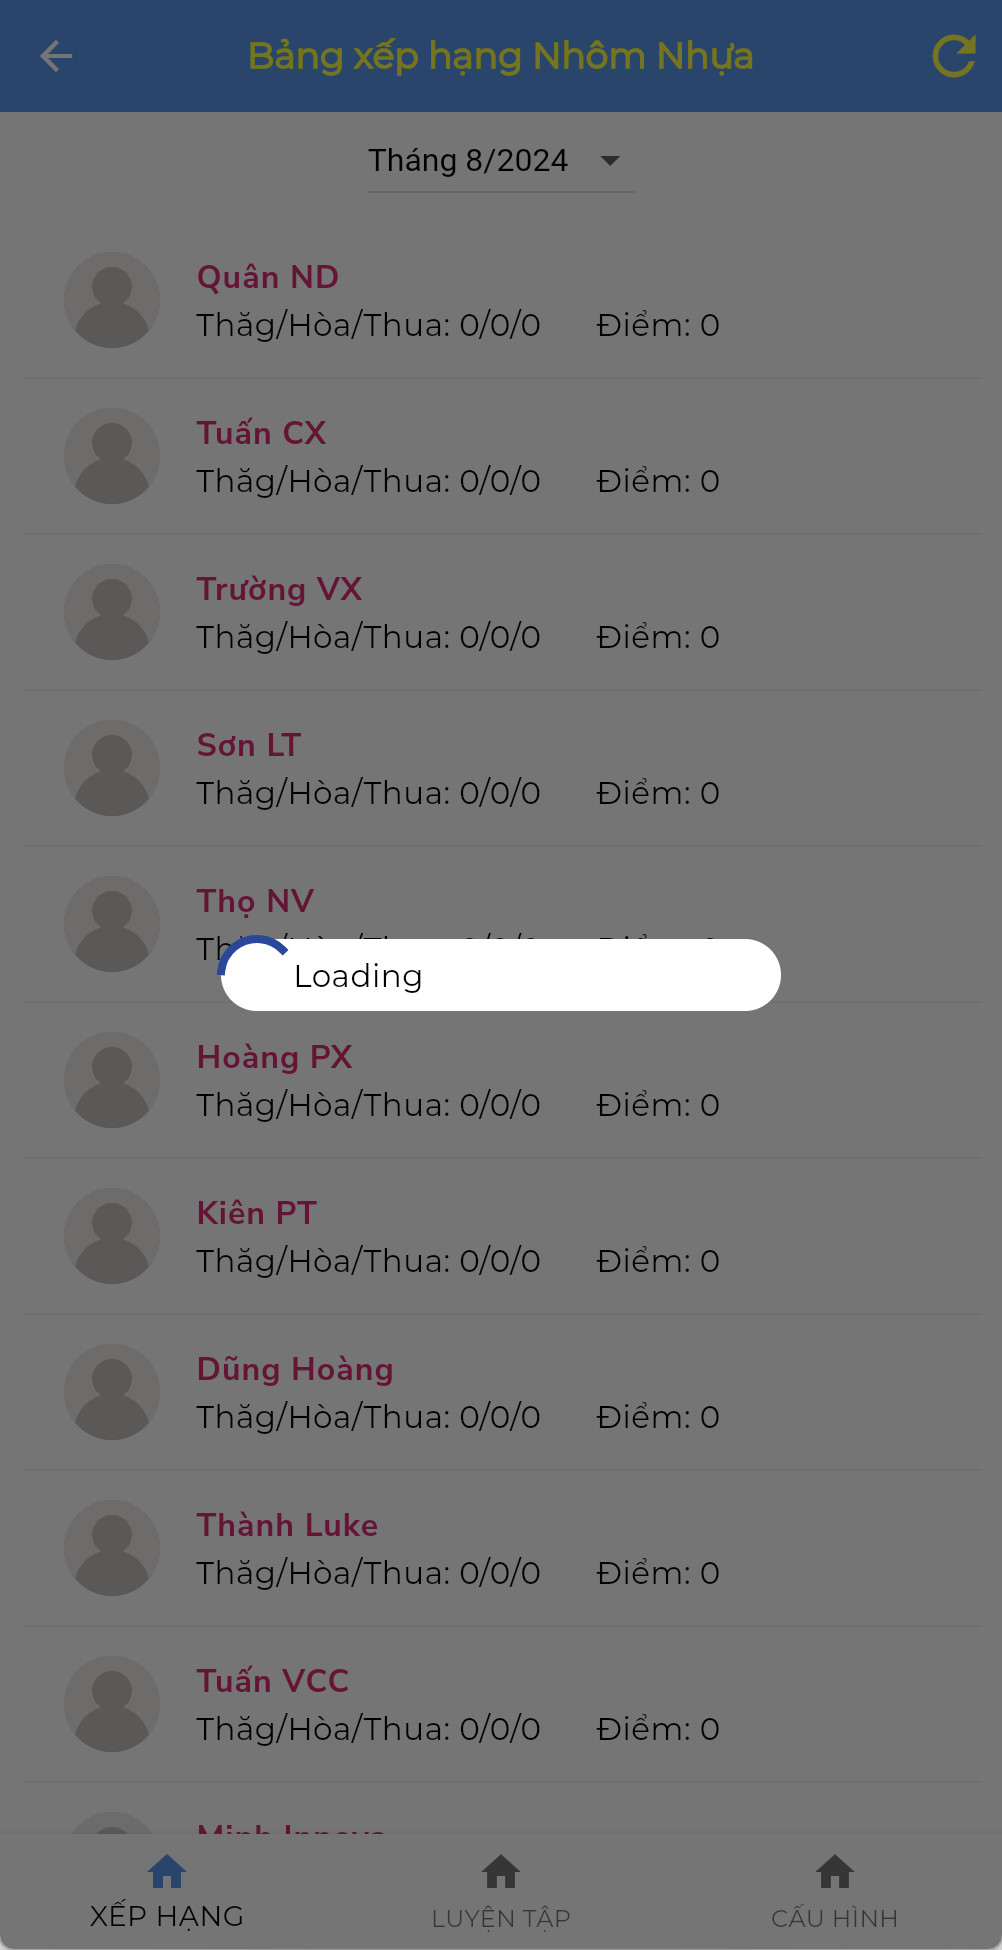 Bảng xếp hạng Nhôm Nhựa
Tháng 8/2024
Quân ND
Thăg/Hòa/Thua: 0/0/0 Điểm: 0
Tuấn CX
Thăg/Hòa/Thua: 0/0/0 Điểm: 0
Trường VX
Thăg/Hòa/Thua: 0/0/0 Điểm: 0
Sơn LT
Thăg/Hòa/Thua: 0/0/0 Điểm: 0
Thọ NV
Loading
Hoàng PX
Thăg/Hòa/Thua: 0/0/0 Điểm: 0
Kiên PT
Thăg/Hòa/Thua: 0/0/0 Điểm: 0
Dũng Hoàng
Thăg/Hòa/Thua: 0/0/0 Điểm: 0
Thành Luke
Thăg/Hòa/Thua: 0/0/0 Điểm: 0
Tuấn VCC
Thăg/Hòa/Thua: 0/0/0 Điểm: 0
XẾP HẠNG LUYỆN TẬP CẤU HÌNH